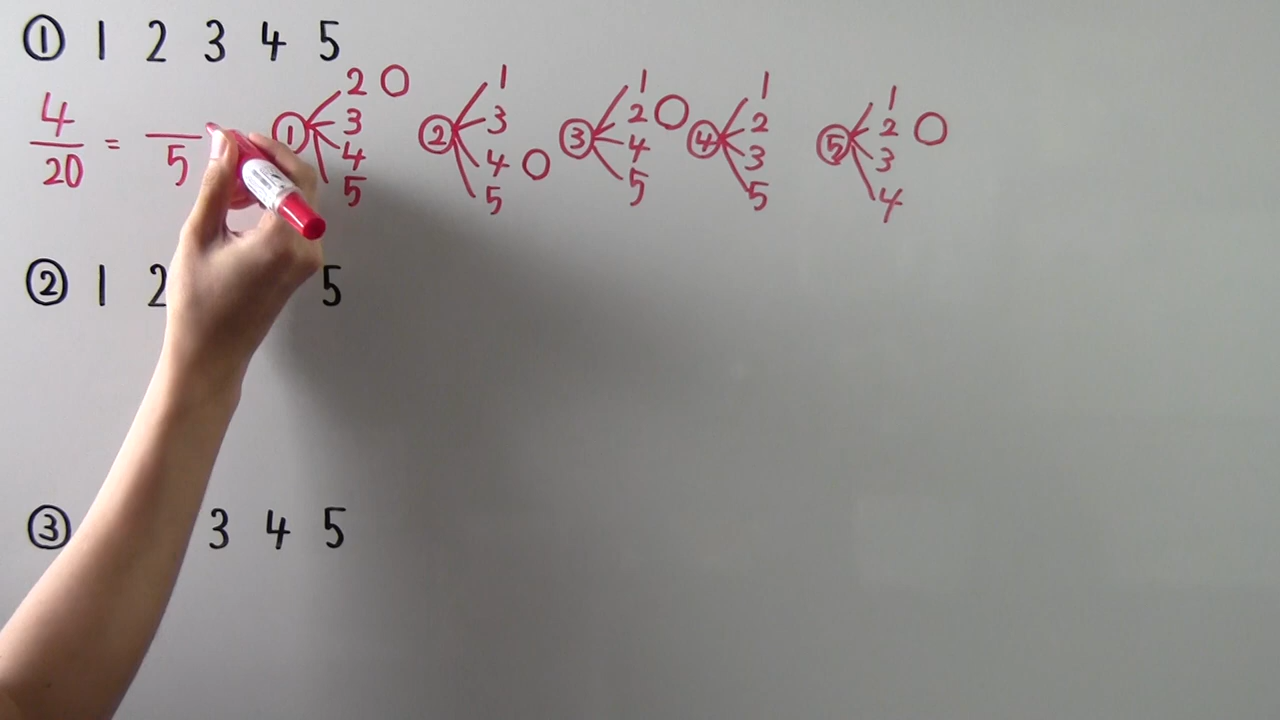 ① 1 2 3 4 5
4/20 = /5
① 2 ○ 3 4 5
② 1 3 4 ○ 5
③ 1 2 ○ 4 5
④ 1 2 3 5
⑤ 1 2 ○ 3 4
② 1 2 5
③ 3 4 5